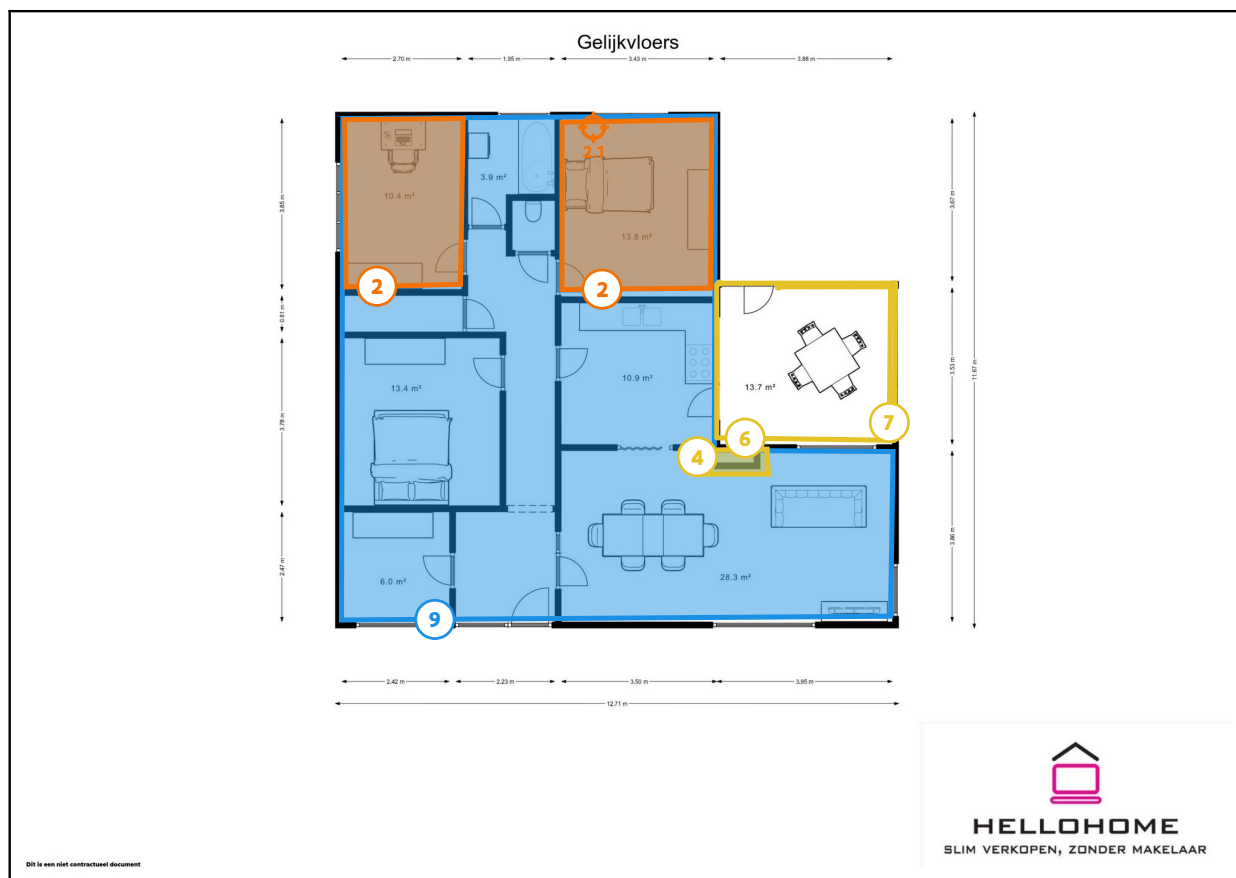 Gelijkvloers
2.70 m 1.95 m 3.43 m 3.88 m
2.1
3.9 m²
10.4 m²
13.8 m²
3.85 m
3.67 m
2 2
0.81 m
10.9 m²
13.4 m²
13.7 m²
3.78 m
3.53 m
11.67 m
7
6
4
28.3 m²
6.0 m²
2.47 m
3.86 m
9
2.42 m 2.23 m 3.50 m 3.95 m
12.71 m
HELLOHOME
SLIM VERKOPEN, ZONDER MAKELAAR
Dit is een niet contractueel document